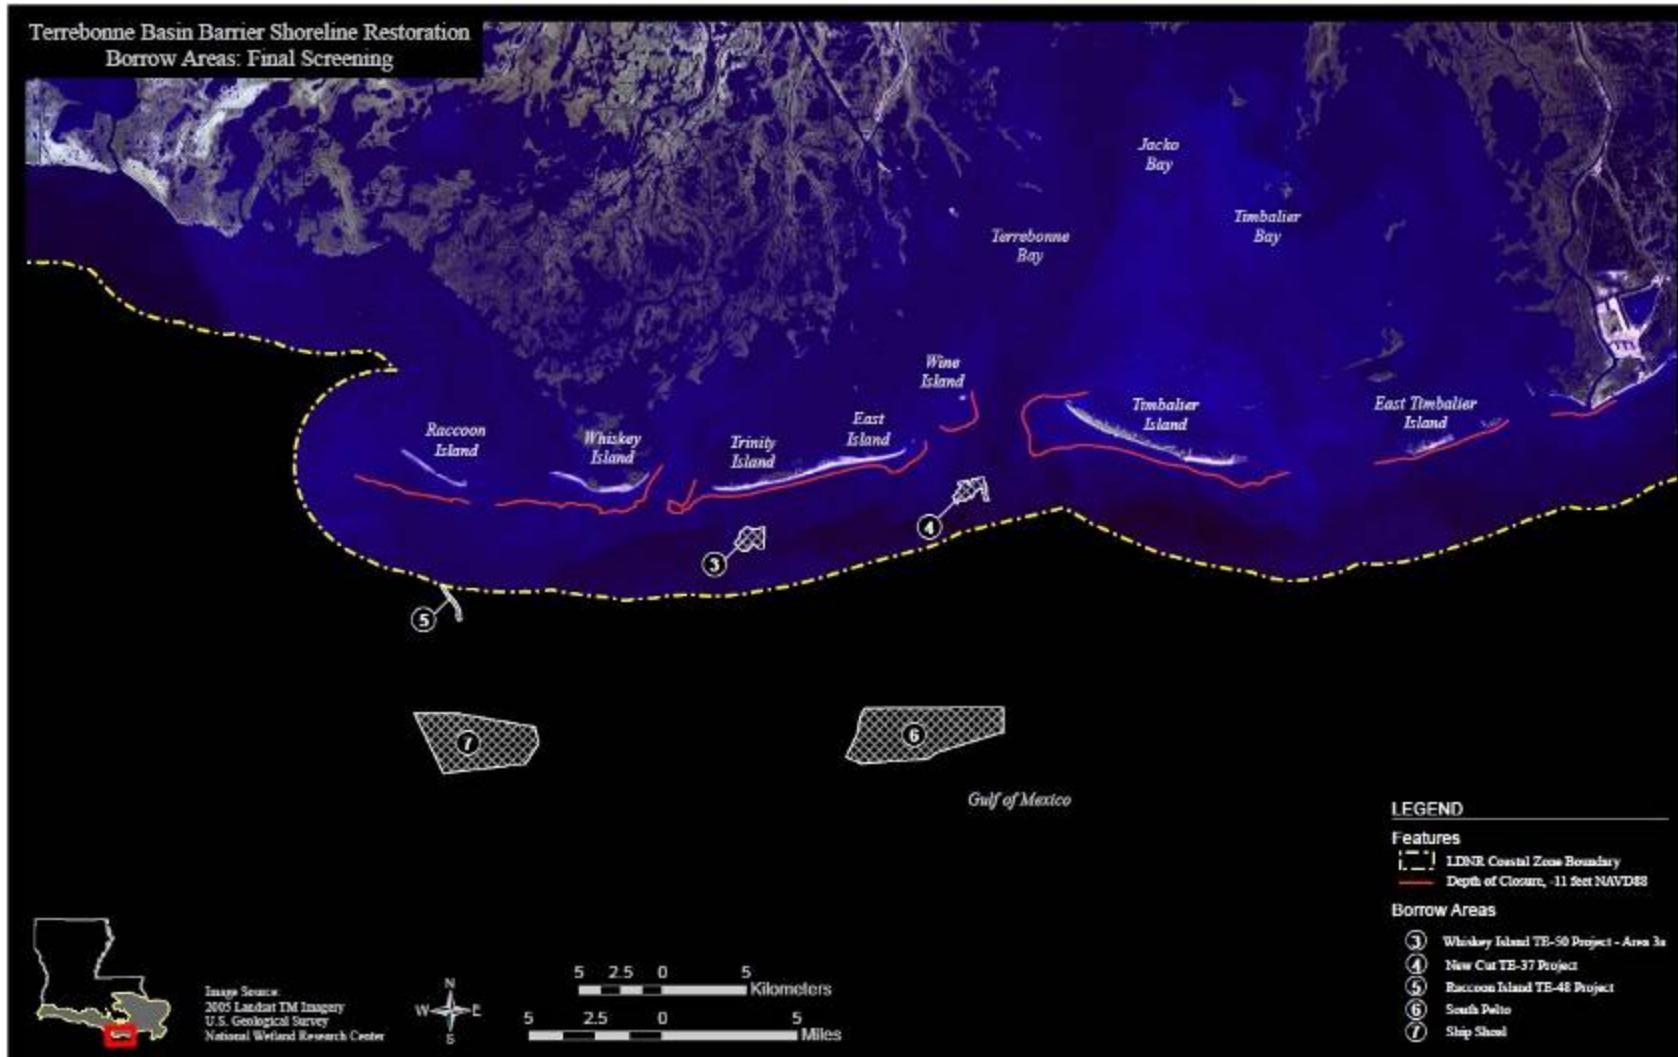 Terrebonne Basin Barrier Shoreline Restoration
Borrow Areas: Final Screening
Jacko
Bay
Timbalier
Bay
Terrebonne
Bay
Wine
Island
Raccoon
Island
Whiskey
Island
Trinity
Island
East
Island
Timbalier
Island
East Timbalier
Island
3
4
5
6
7
Gulf of Mexico
LEGEND
Features
LDNR Coastal Zone Boundary
Depth of Closure, -11 feet NAVD88
Borrow Areas
3 Whiskey Island TE-50 Project - Area 3a
4 New Cut TE-37 Project
5 Raccoon Island TE-48 Project
6 South Pelto
7 Ship Shoal
Image Source:
2005 Landsat TM Imagery
U.S. Geological Survey
National Wetland Research Center
N
W E
S
5 2.5 0 5
Kilometers
5 2.5 0 5
Miles